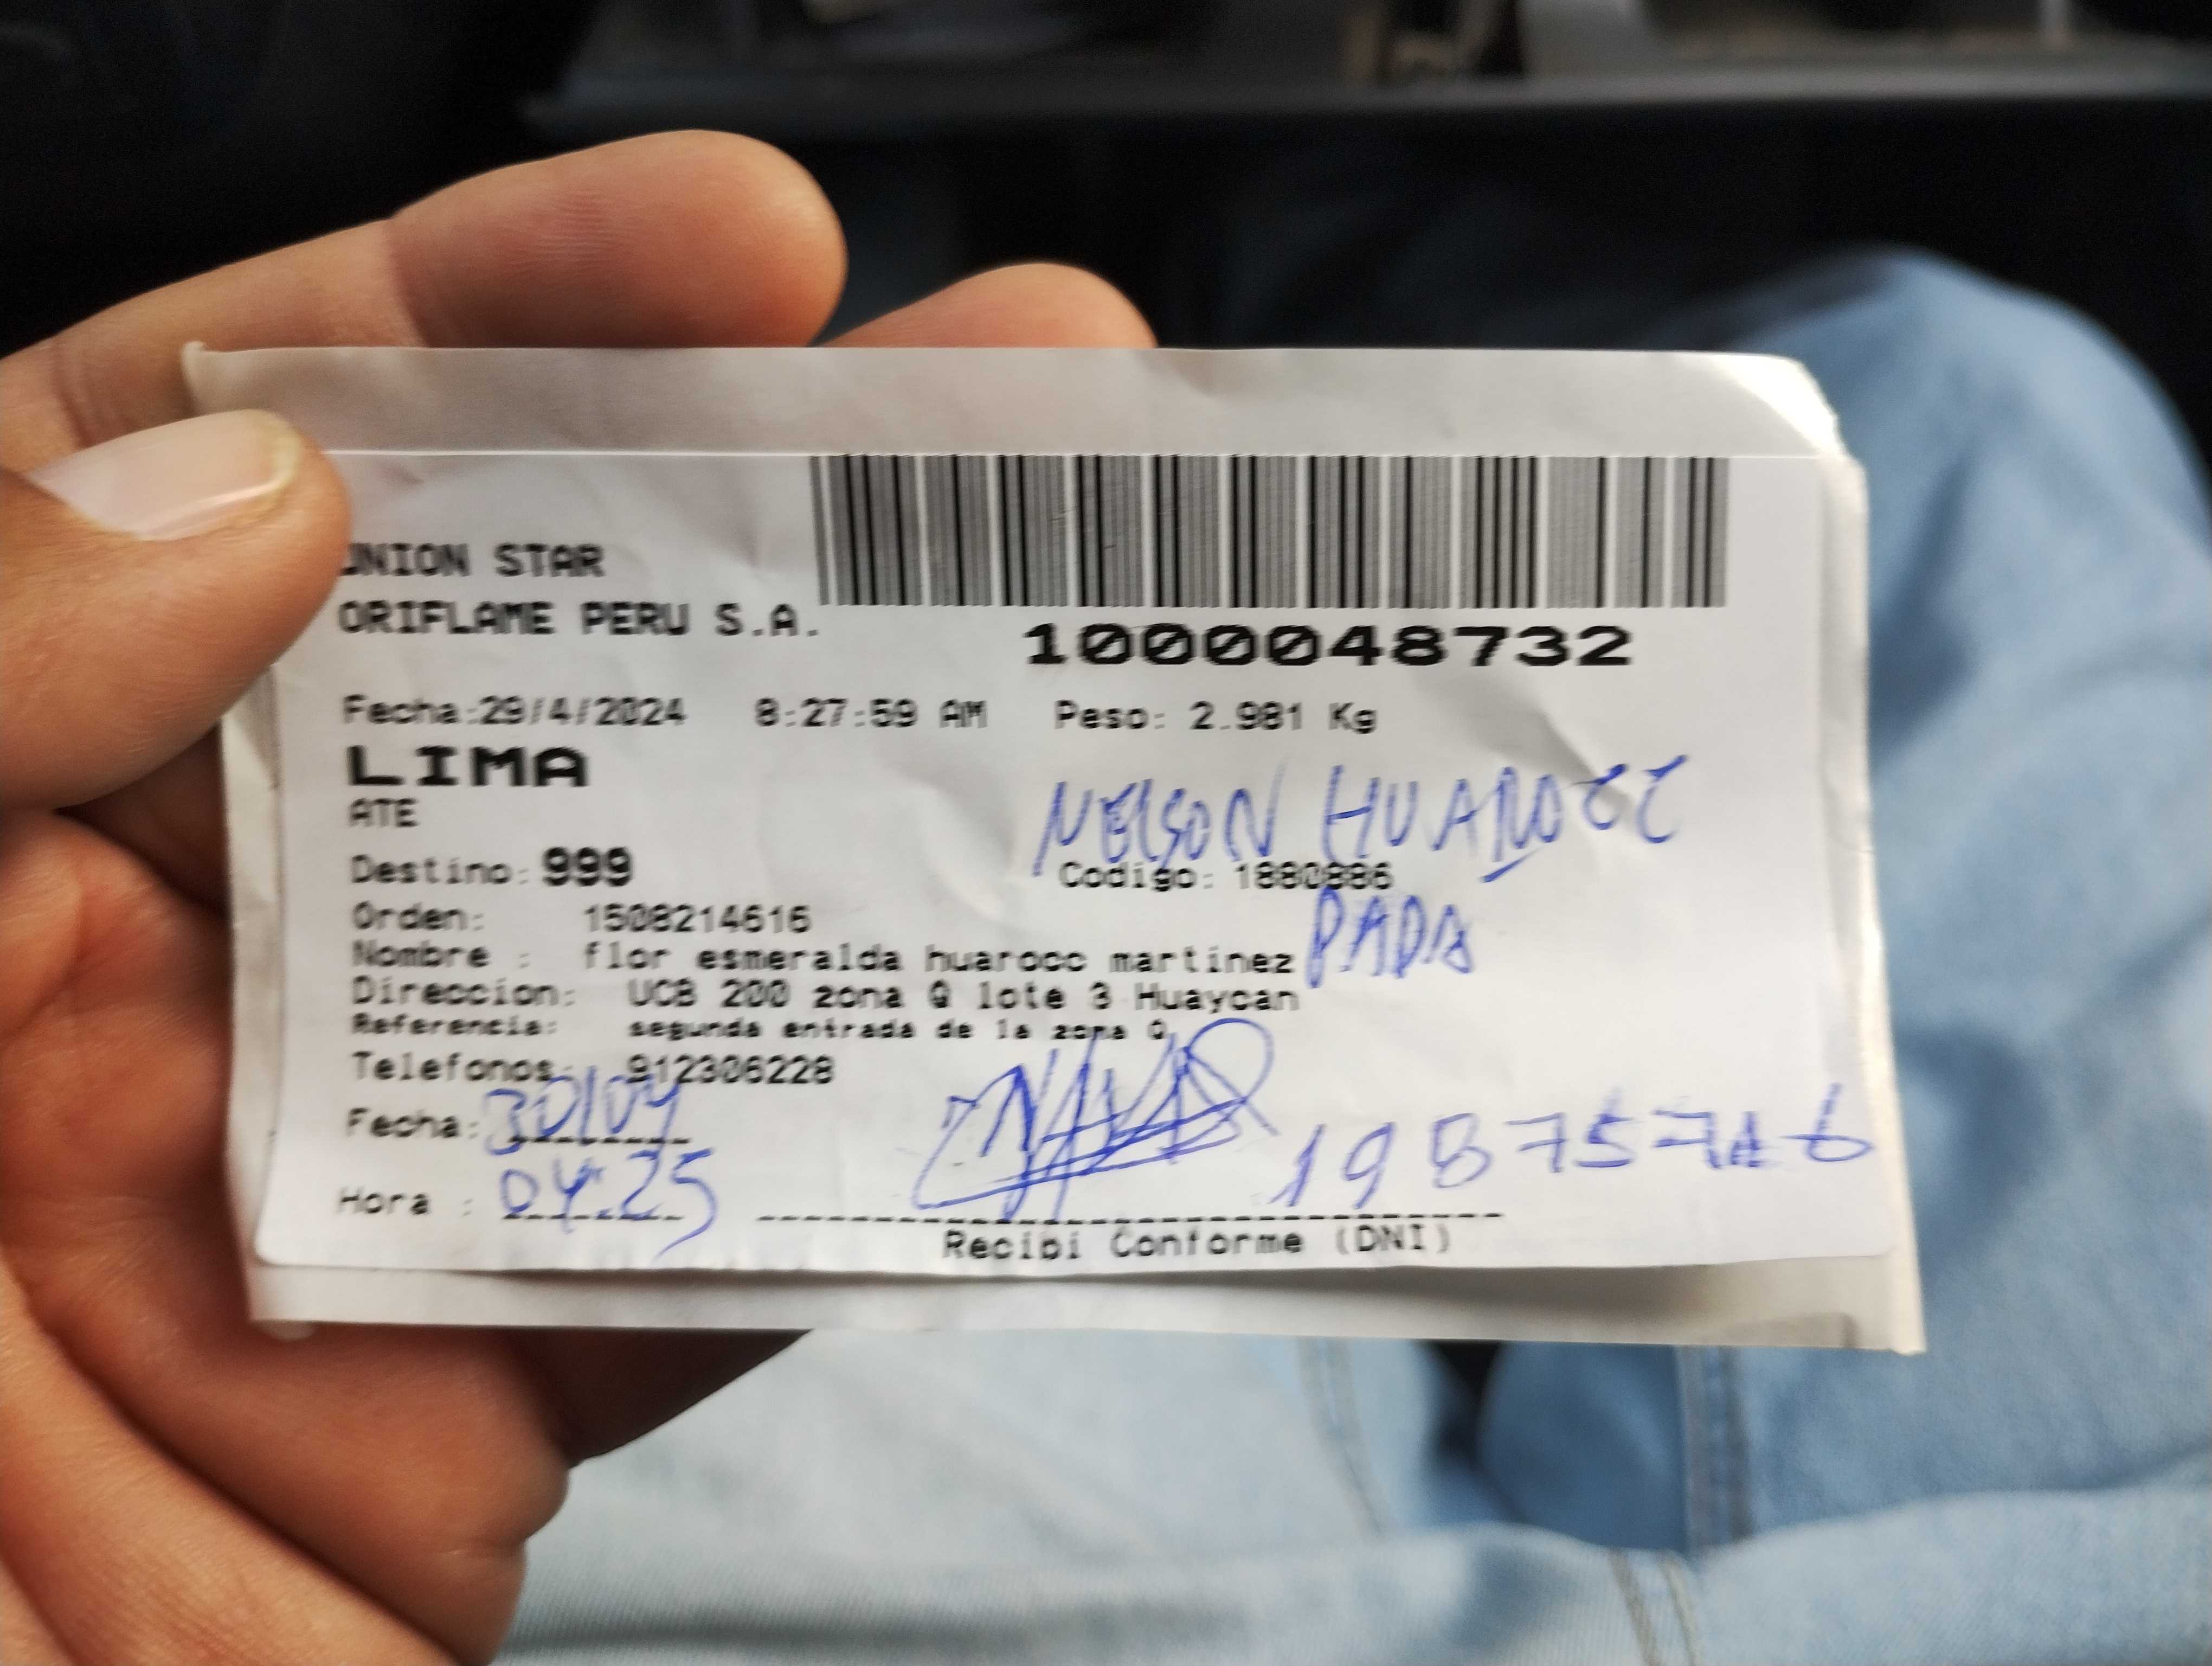 UNION STAR
ORIFLAME PERU S.A.
1000048732
Fecha:29/4/2024 8:27:59 AM Peso: 2.981 Kg
LIMA
ATE
NELSON HUAROCC
Destino: 999 Codigo: 1880886
PAPA
Orden: 1508214616
Nombre : flor esmeralda huarocc martinez
Direccion: UCB 200 zona Q lote 3 Huaycan
Referencia: segunda entrada de la zona Q
Telefonos: 912306228
Fecha: 30/04
Hora : 04:25
Recibi Conforme (DNI)